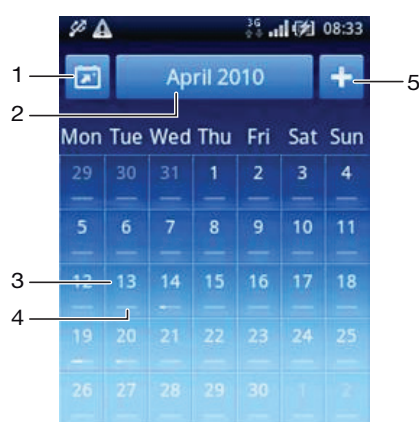 3G 08:33
1 April 2010 5
2
Mon Tue Wed Thu Fri Sat Sun
29 30 31 1 2 3 4
5 6 7 8 9 10 11
3 12 13 14 15 16 17 18
4
19 20 21 22 23 24 25
26 27 28 29 30 1 2